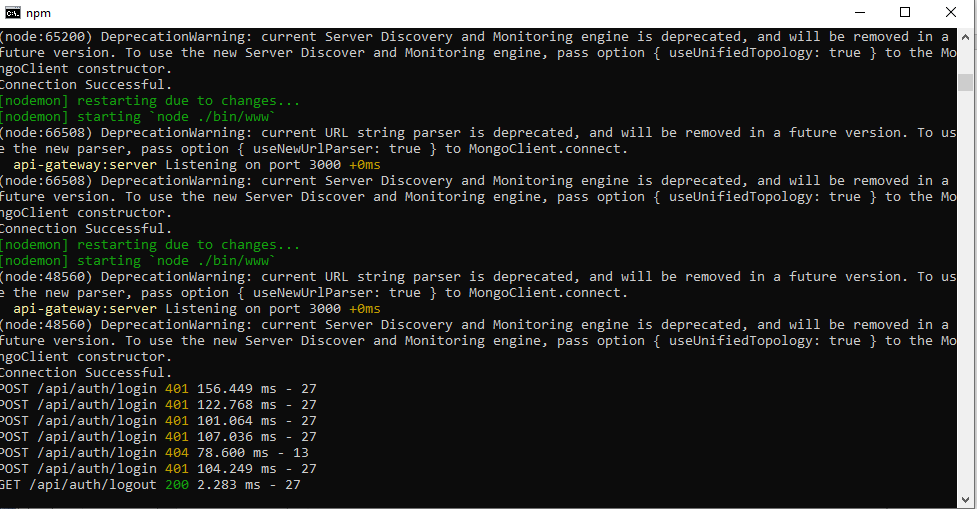 npm
(node:65200) DeprecationWarning: current Server Discovery and Monitoring engine is deprecated, and will be removed in a
future version. To use the new Server Discover and Monitoring engine, pass option { useUnifiedTopology: true } to the Mo
ngoClient constructor.
Connection Successful.
[nodemon] restarting due to changes...
[nodemon] starting `node ./bin/www`
(node:66508) DeprecationWarning: current URL string parser is deprecated, and will be removed in a future version. To us
e the new parser, pass option { useNewUrlParser: true } to MongoClient.connect.
api-gateway:server Listening on port 3000 +0ms
(node:66508) DeprecationWarning: current Server Discovery and Monitoring engine is deprecated, and will be removed in a
future version. To use the new Server Discover and Monitoring engine, pass option { useUnifiedTopology: true } to the Mo
ngoClient constructor.
Connection Successful.
[nodemon] restarting due to changes...
[nodemon] starting `node ./bin/www`
(node:48560) DeprecationWarning: current URL string parser is deprecated, and will be removed in a future version. To us
e the new parser, pass option { useNewUrlParser: true } to MongoClient.connect.
api-gateway:server Listening on port 3000 +0ms
(node:48560) DeprecationWarning: current Server Discovery and Monitoring engine is deprecated, and will be removed in a
future version. To use the new Server Discover and Monitoring engine, pass option { useUnifiedTopology: true } to the Mo
ngoClient constructor.
Connection Successful.
POST /api/auth/login 401 156.449 ms - 27
POST /api/auth/login 401 122.768 ms - 27
POST /api/auth/login 401 101.064 ms - 27
POST /api/auth/login 401 107.036 ms - 27
POST /api/auth/login 404 78.600 ms - 13
POST /api/auth/login 401 104.249 ms - 27
GET /api/auth/logout 200 2.283 ms - 27